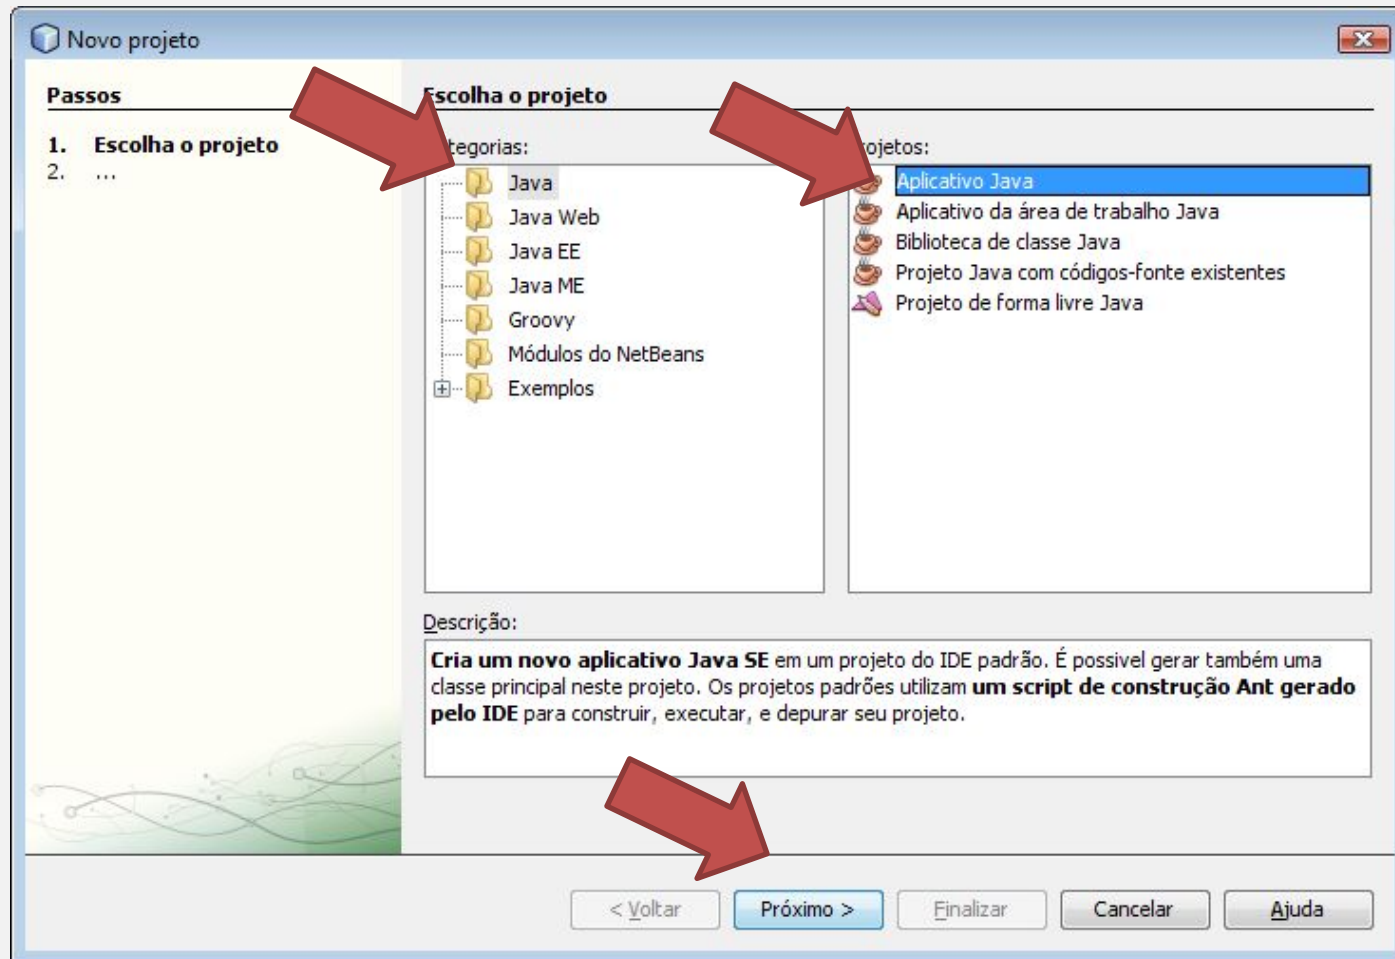 Novo projeto
Passos
1. Escolha o projeto
2. ...
Escolha o projeto
Java
Java Web
Java EE
Java ME
Groovy
Módulos do NetBeans
Exemplos
Aplicativo Java
Aplicativo da área de trabalho Java
Biblioteca de classe Java
Projeto Java com códigos-fonte existentes
Projeto de forma livre Java
Descrição:
Cria um novo aplicativo Java SE em um projeto do IDE padrão. É possivel gerar também uma
classe principal neste projeto. Os projetos padrões utilizam um script de construção Ant gerado
pelo IDE para construir, executar, e depurar seu projeto.
< Voltar
Próximo >
Finalizar
Cancelar
Ajuda